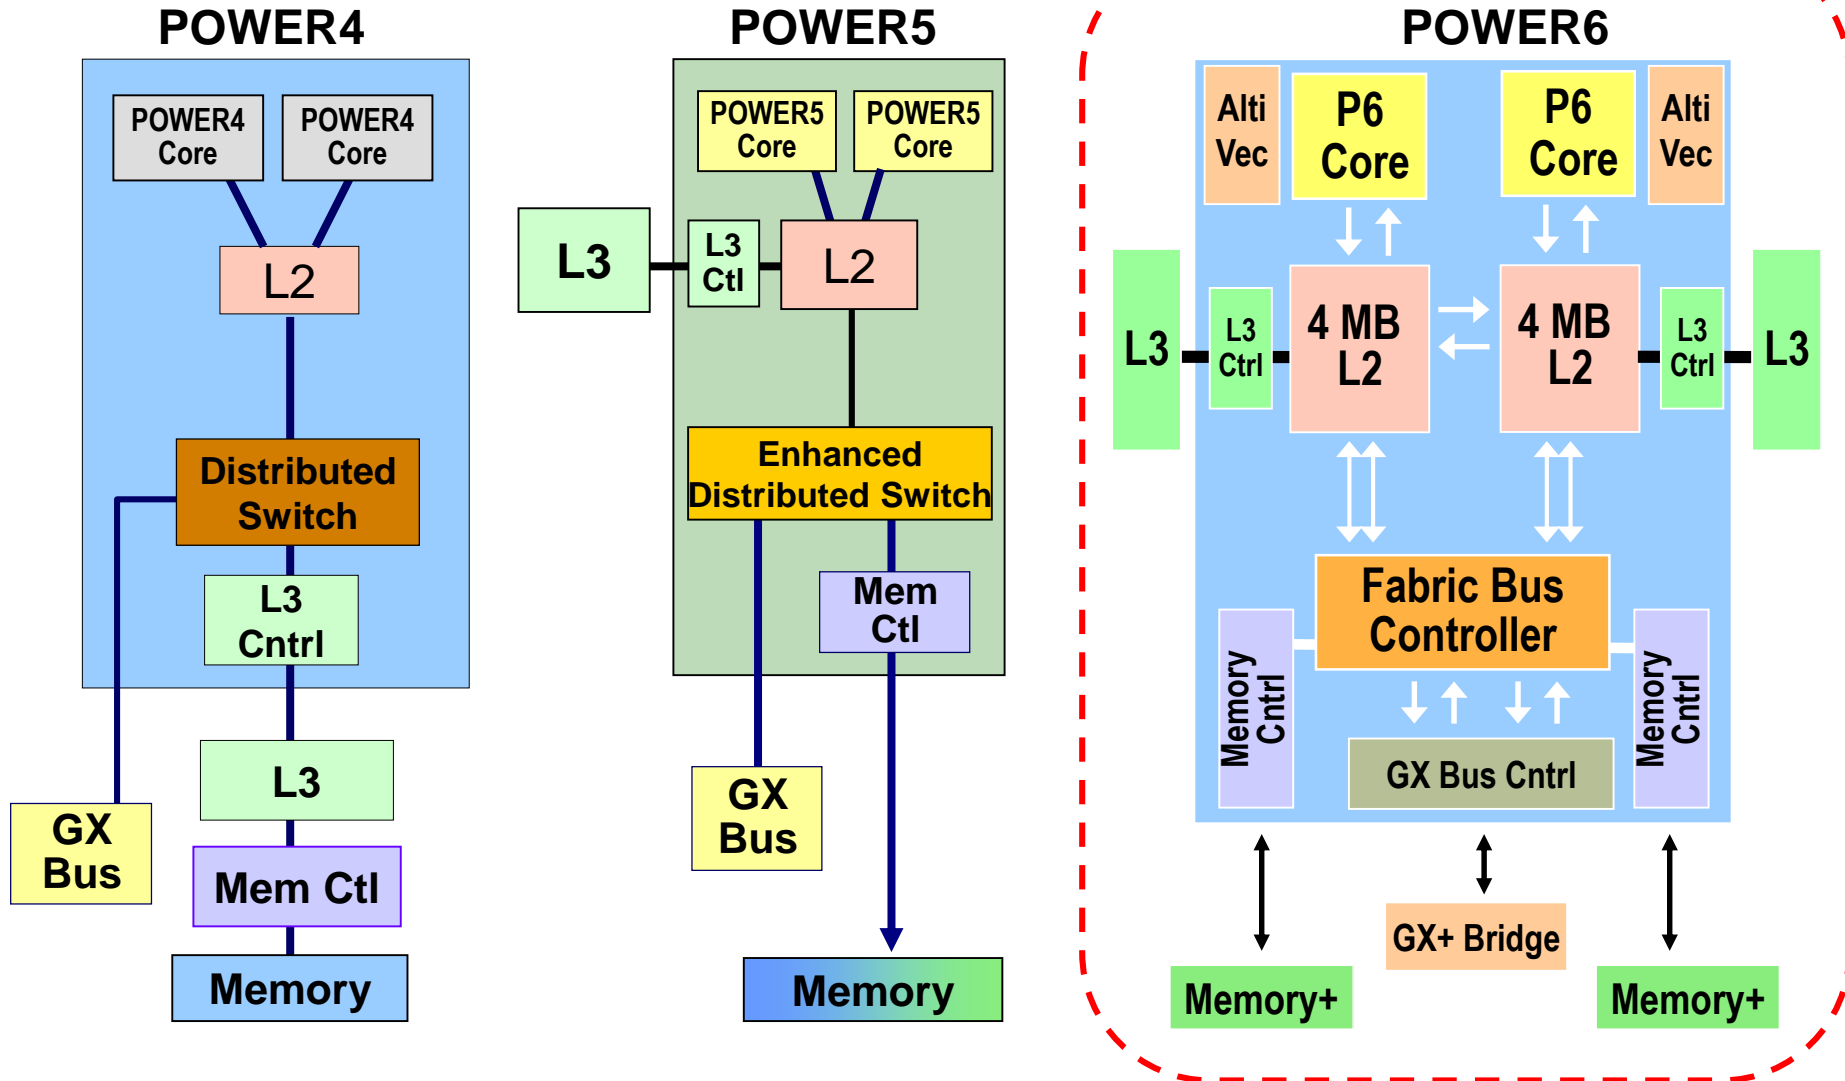 POWER4
POWER4
Core
POWER4
Core
L2
Distributed
Switch
L3
Cntrl
L3
GX
Bus
Mem Ctl
Memory
POWER5
POWER5
Core
POWER5
Core
L3
L3
Ctl
L2
Enhanced
Distributed Switch
Mem
Ctl
GX
Bus
Memory
POWER6
Alti
Vec
P6
Core
P6
Core
Alti
Vec
L3
L3
Ctrl
4 MB
L2
4 MB
L2
L3
Ctrl
L3
Fabric Bus
Controller
Memory
Cntrl
Memory
Cntrl
GX Bus Cntrl
GX+ Bridge
Memory+
Memory+